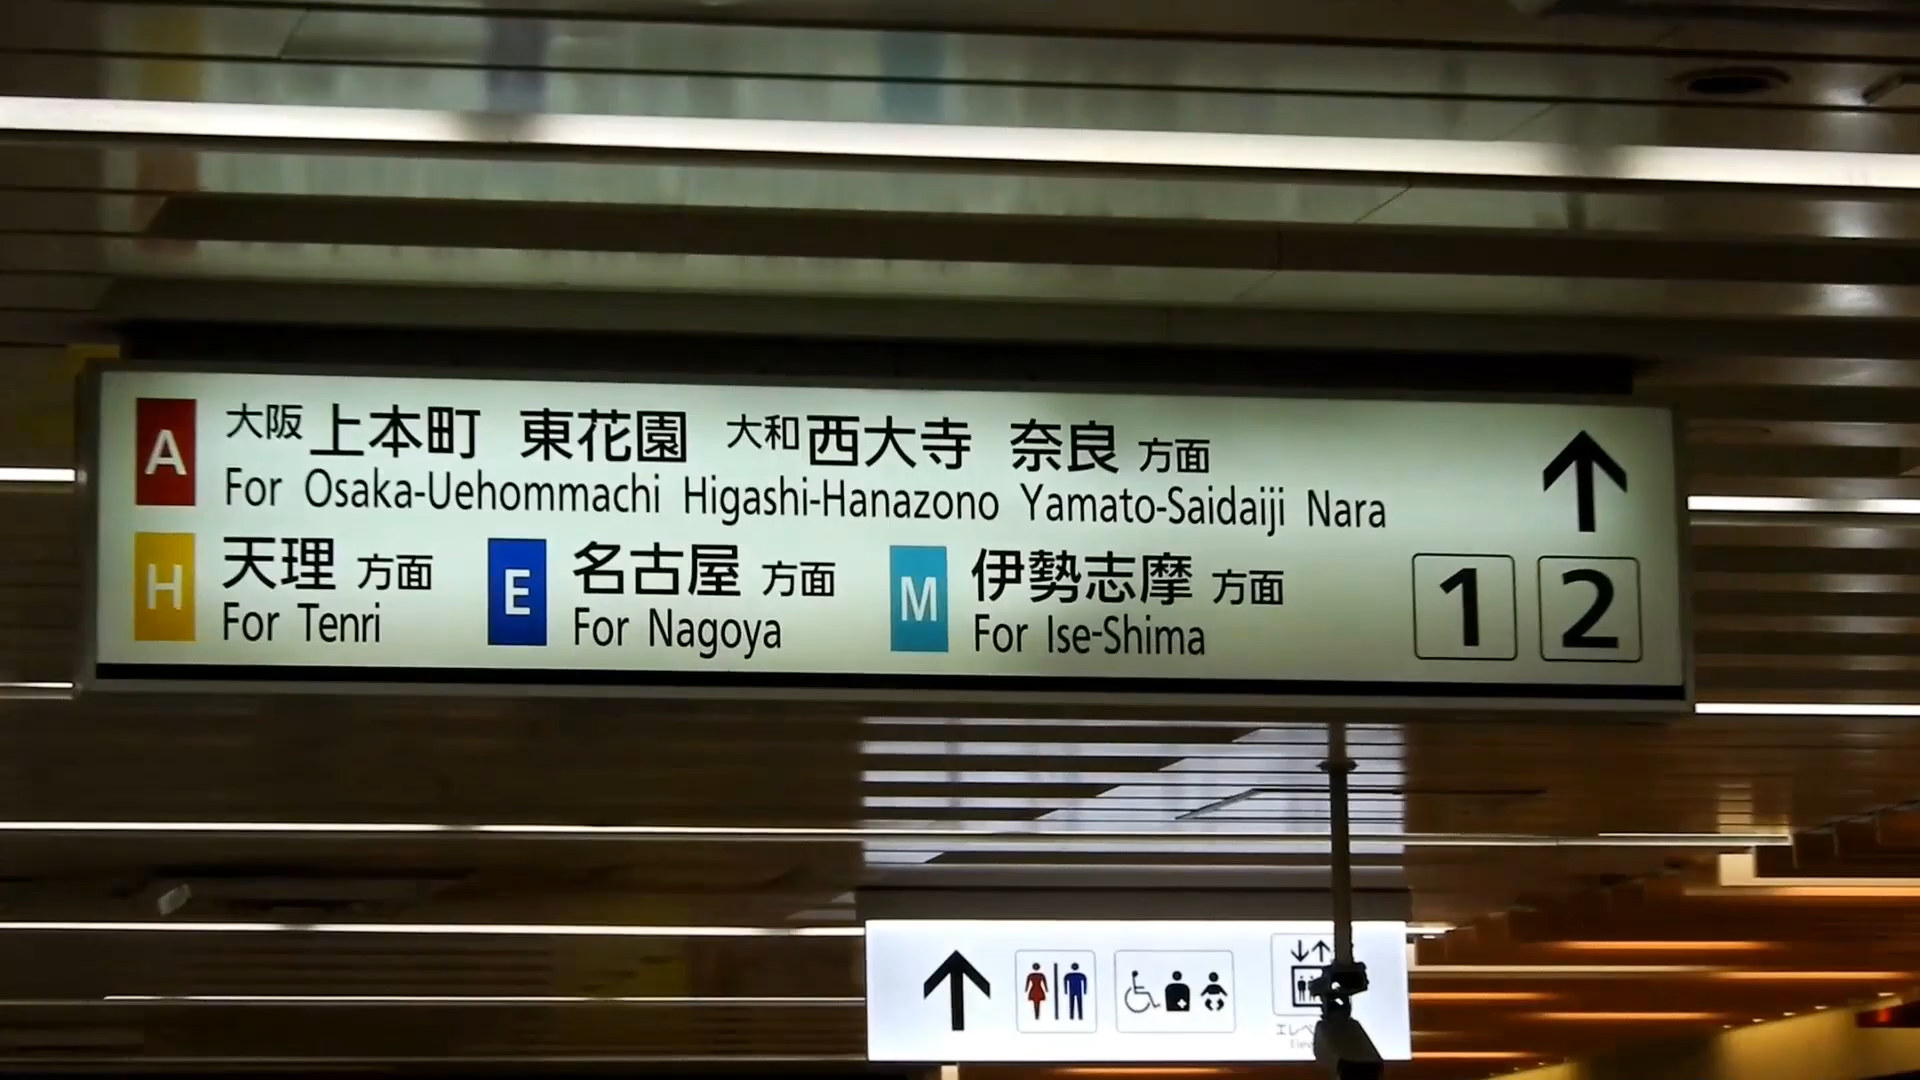 A 大阪上本町 東花園 大和西大寺 奈良 方面
For Osaka-Uehommachi Higashi-Hanazono Yamato-Saidaiji Nara
H 天理 方面 E 名古屋 方面 M 伊勢志摩 方面 1 2
For Tenri For Nagoya For Ise-Shima